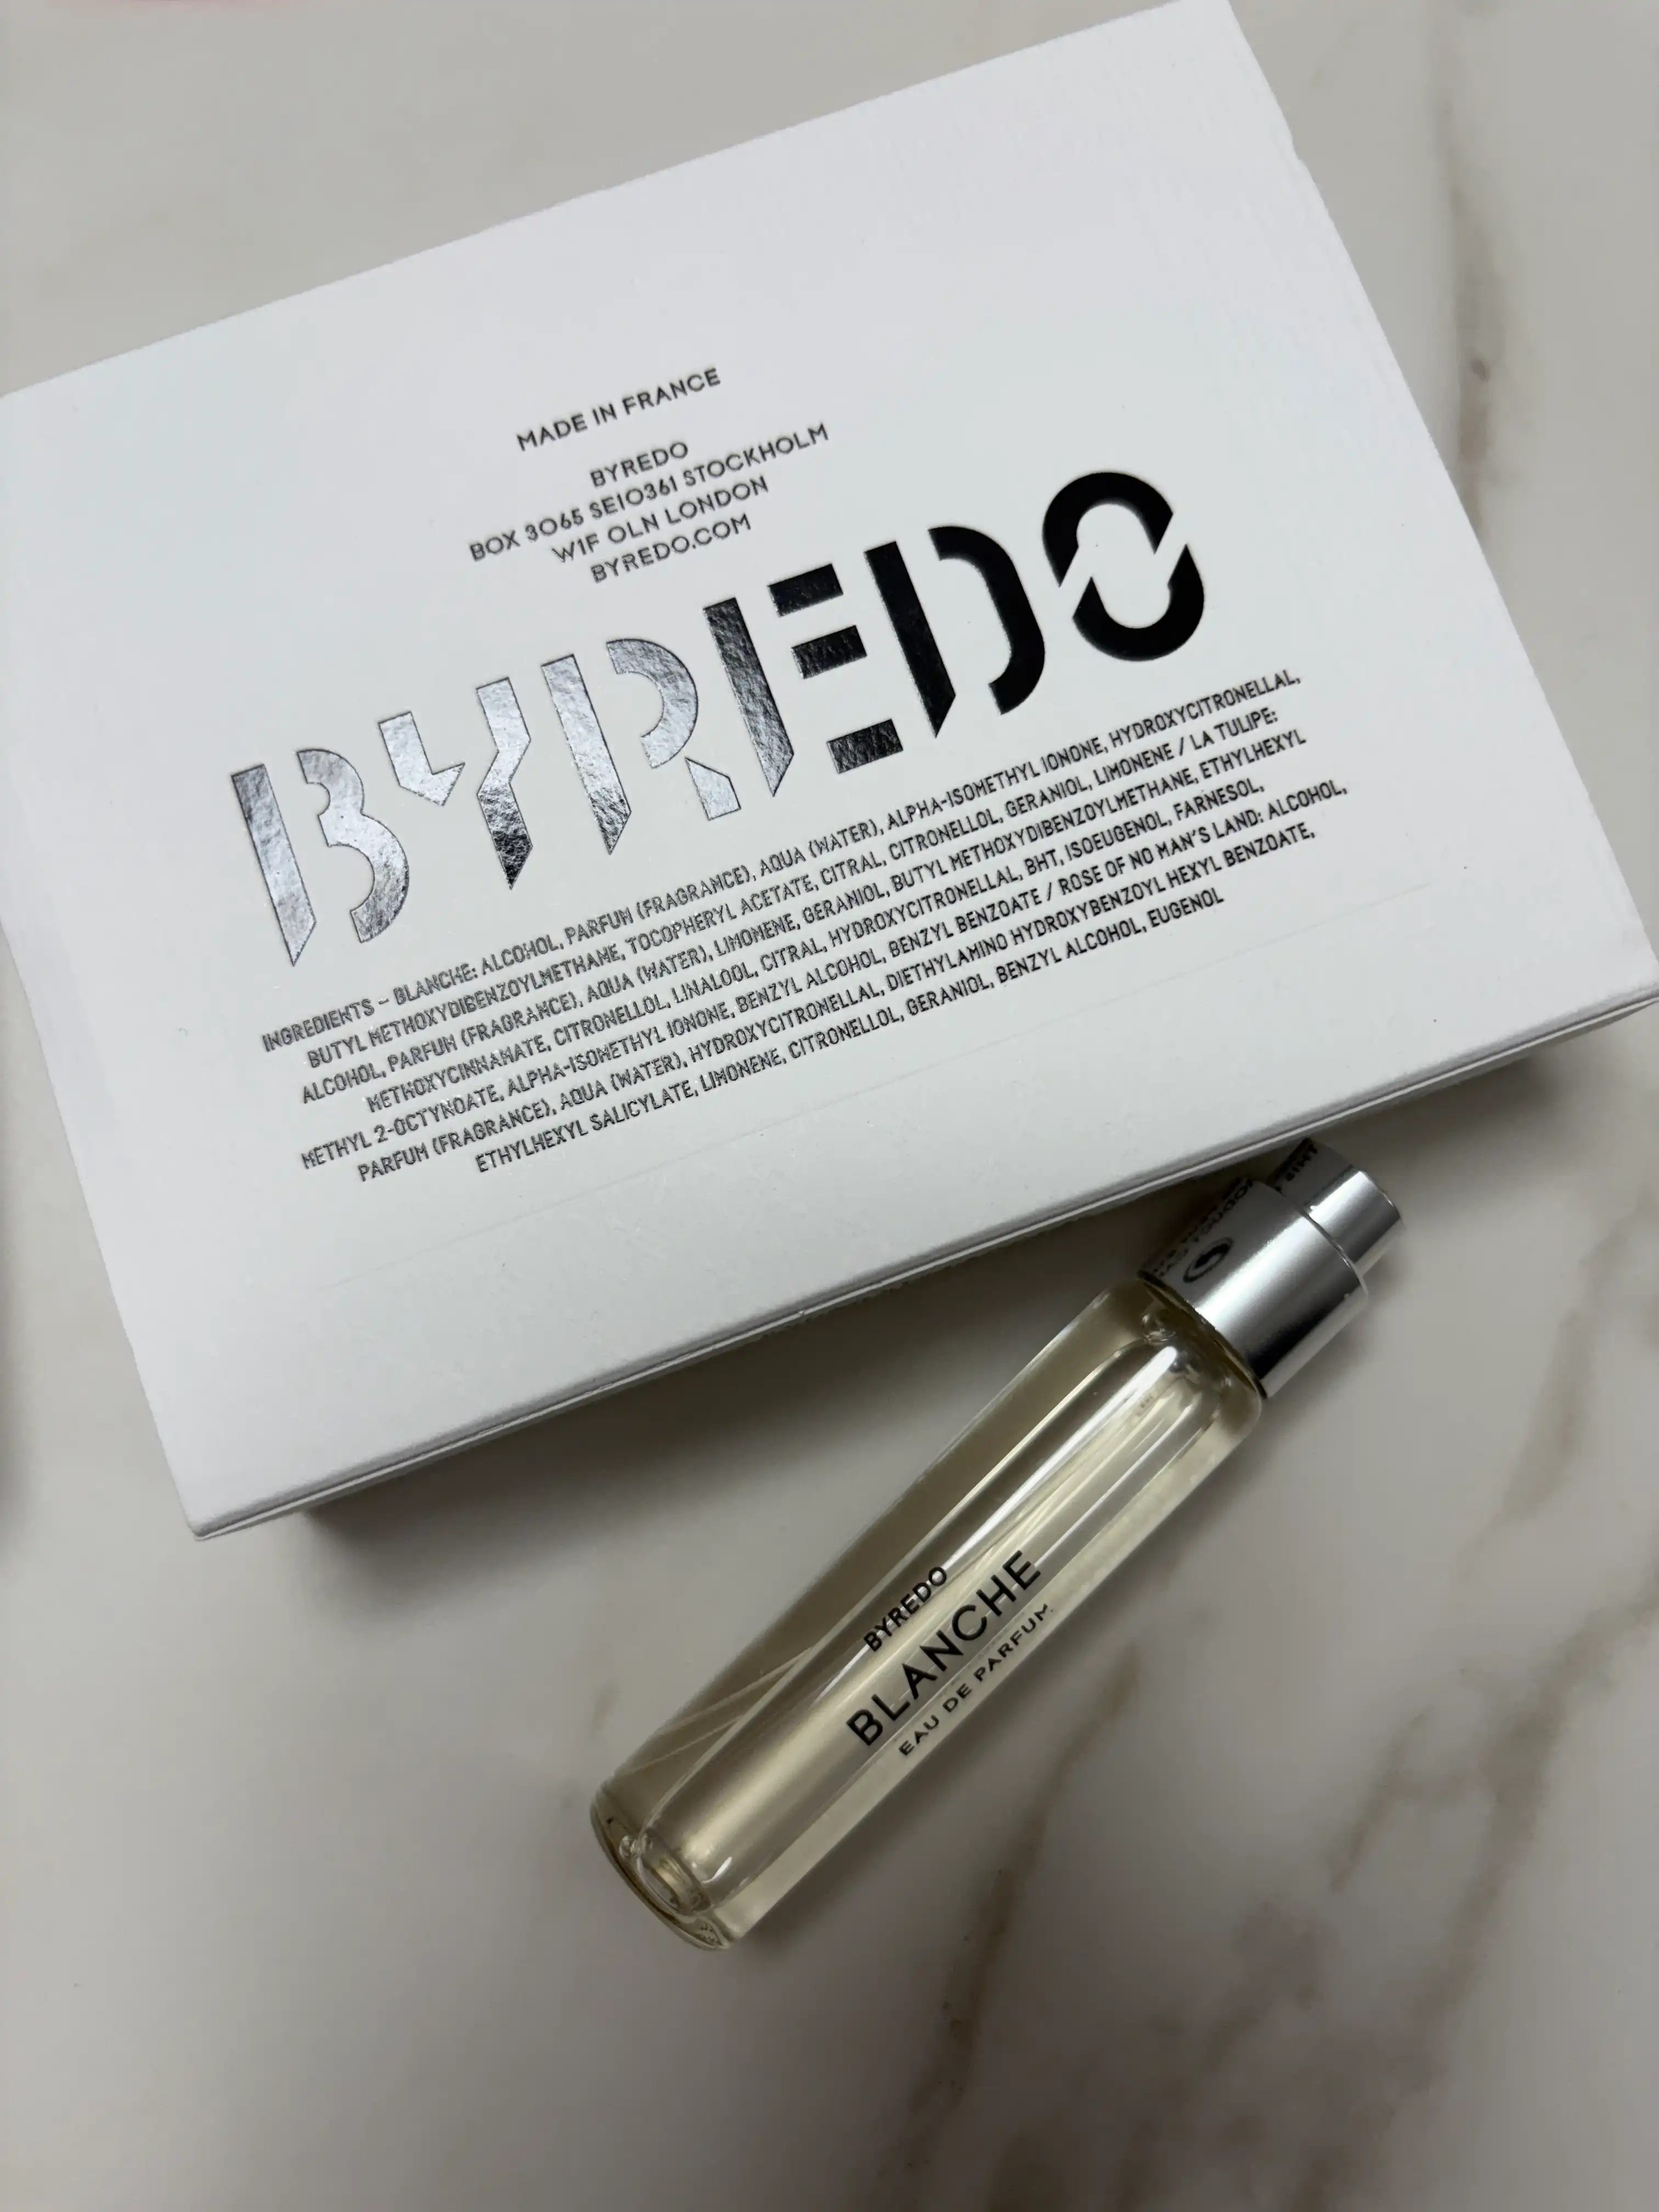 MADE IN FRANCE
BYREDO
BOX 3065 SE10361 STOCKHOLM
W1F 0LN LONDON
BYREDO.COM
BYREDO
INGREDIENTS – BLANCHE: ALCOHOL, PARFUM (FRAGRANCE), AQUA (WATER), ALPHA-ISOMETHYL IONONE, HYDROXYCITRONELLAL,
BUTYL METHOXYDIBENZOYLMETHANE, TOCOPHERYL ACETATE, CITRAL, CITRONELLOL, GERANIOL, LIMONENE / LA TULIPE:
ALCOHOL, PARFUM (FRAGRANCE), AQUA (WATER), LIMONENE, GERANIOL, BUTYL METHOXYDIBENZOYLMETHANE, ETHYLHEXYL
METHOXYCINNAMATE, CITRONELLOL, LINALOOL, CITRAL, HYDROXYCITRONELLAL, BHT, ISOEUGENOL, FARNESOL,
METHYL 2-OCTYNOATE, ALPHA-ISOMETHYL IONONE, BENZYL ALCOHOL, BENZYL BENZOATE / ROSE OF NO MAN'S LAND: ALCOHOL,
PARFUM (FRAGRANCE), AQUA (WATER), HYDROXYCITRONELLAL, DIETHYLAMINO HYDROXYBENZOYL HEXYL BENZOATE,
ETHYLHEXYL SALICYLATE, LIMONENE, CITRONELLOL, GERANIOL, BENZYL ALCOHOL, EUGENOL
BYREDO
BLANCHE
EAU DE PARFUM